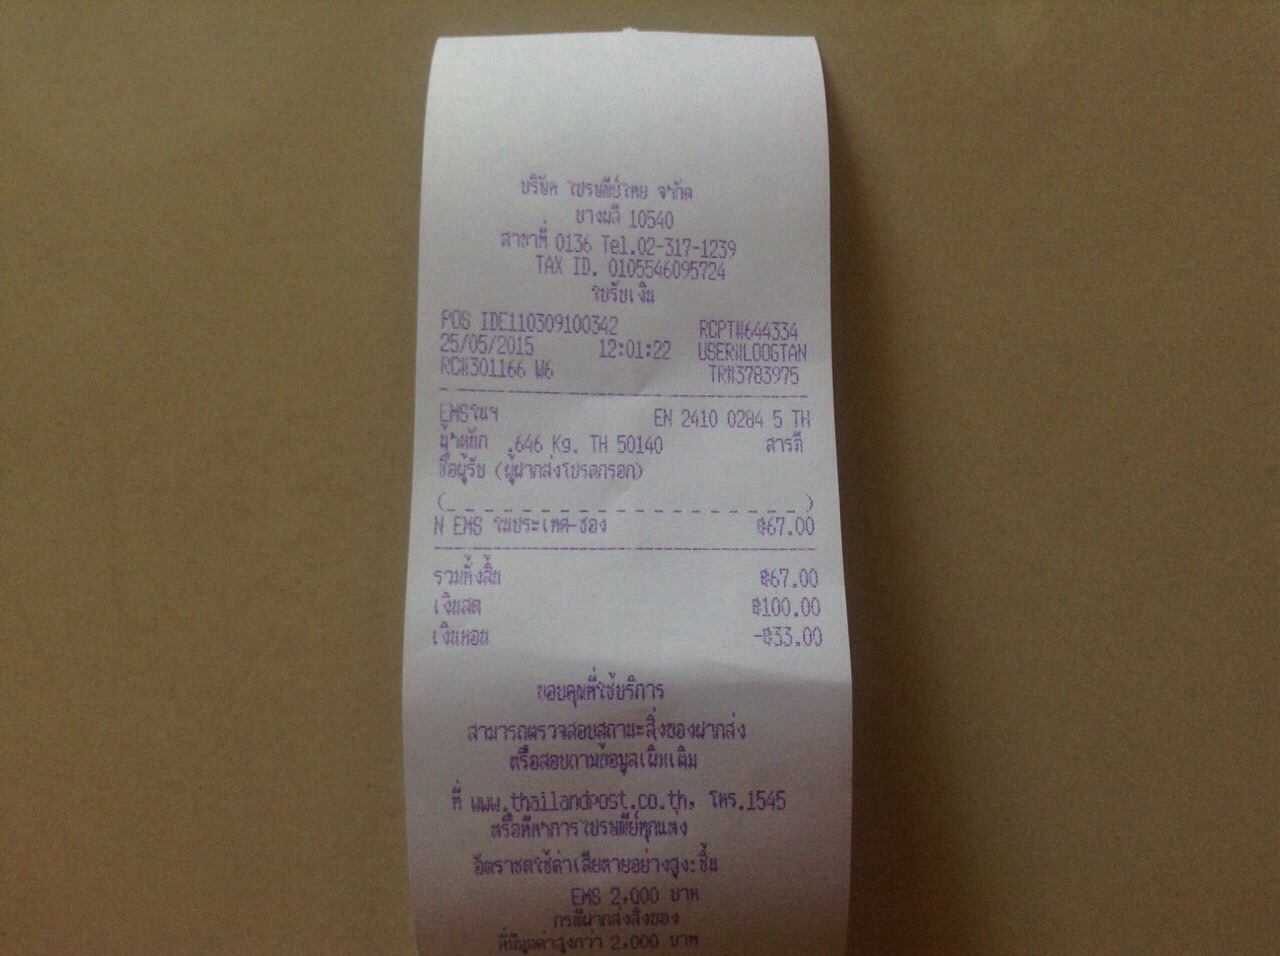 บริษัท ไปรษณีย์ไทย จำกัด
บางพลี 10540
สาขาที่ 0136 Tel.02-317-1239
TAX ID. 0105546095724
ใบรับเงิน
POS IDE110309100342 RCPT#644334
25/05/2015 12:01:22 USER#LOOGTAN
RC#301166 W6 TR#3783975
EMSในฯ EN 2410 0284 5 TH
น้ำหนัก .646 Kg. TH 50140 สารภี
ชื่อผู้รับ (ผู้ฝากส่งโปรดกรอก)
(_ _ _ _ _ _ _ _ _ _ _ _ _ _ _ _ _ _ _)
N EMS ในประเทศ-ซอง ฿67.00
รวมทั้งสิ้น ฿67.00
เงินสด ฿100.00
เงินทอน -฿33.00
ขอบคุณที่ใช้บริการ
สามารถตรวจสอบสถานะสิ่งของฝากส่ง
หรือสอบถามข้อมูลเพิ่มเติม
ที่ www.thailandpost.co.th, โทร.1545
หรือที่ทำการไปรษณีย์ทุกแห่ง
อัตราชดใช้ค่าเสียหายอย่างสูง:ชิ้น
EMS 2,000 บาท
กรณีฝากส่งสิ่งของ
ที่มีมูลค่าสูงกว่า 2,000 บาท